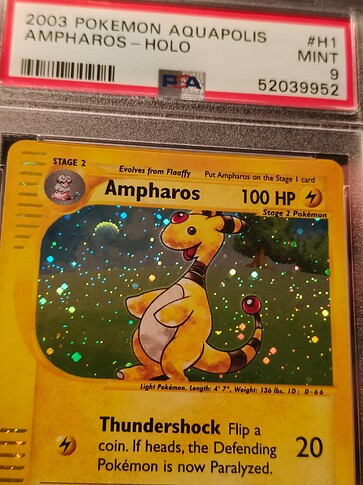 2003 POKEMON AQUAPOLIS #H1
AMPHAROS - HOLO MINT
9
PSA 52039952
STAGE 2 Evolves from Flaaffy Put Ampharos on the Stage 1 card
Ampharos 100 HP
Stage 2 Pokémon
Light Pokémon. Length: 4' 7", Weight: 136 lbs. ID: D-66
Thundershock Flip a
coin. If heads, the Defending 20
Pokémon is now Paralyzed.